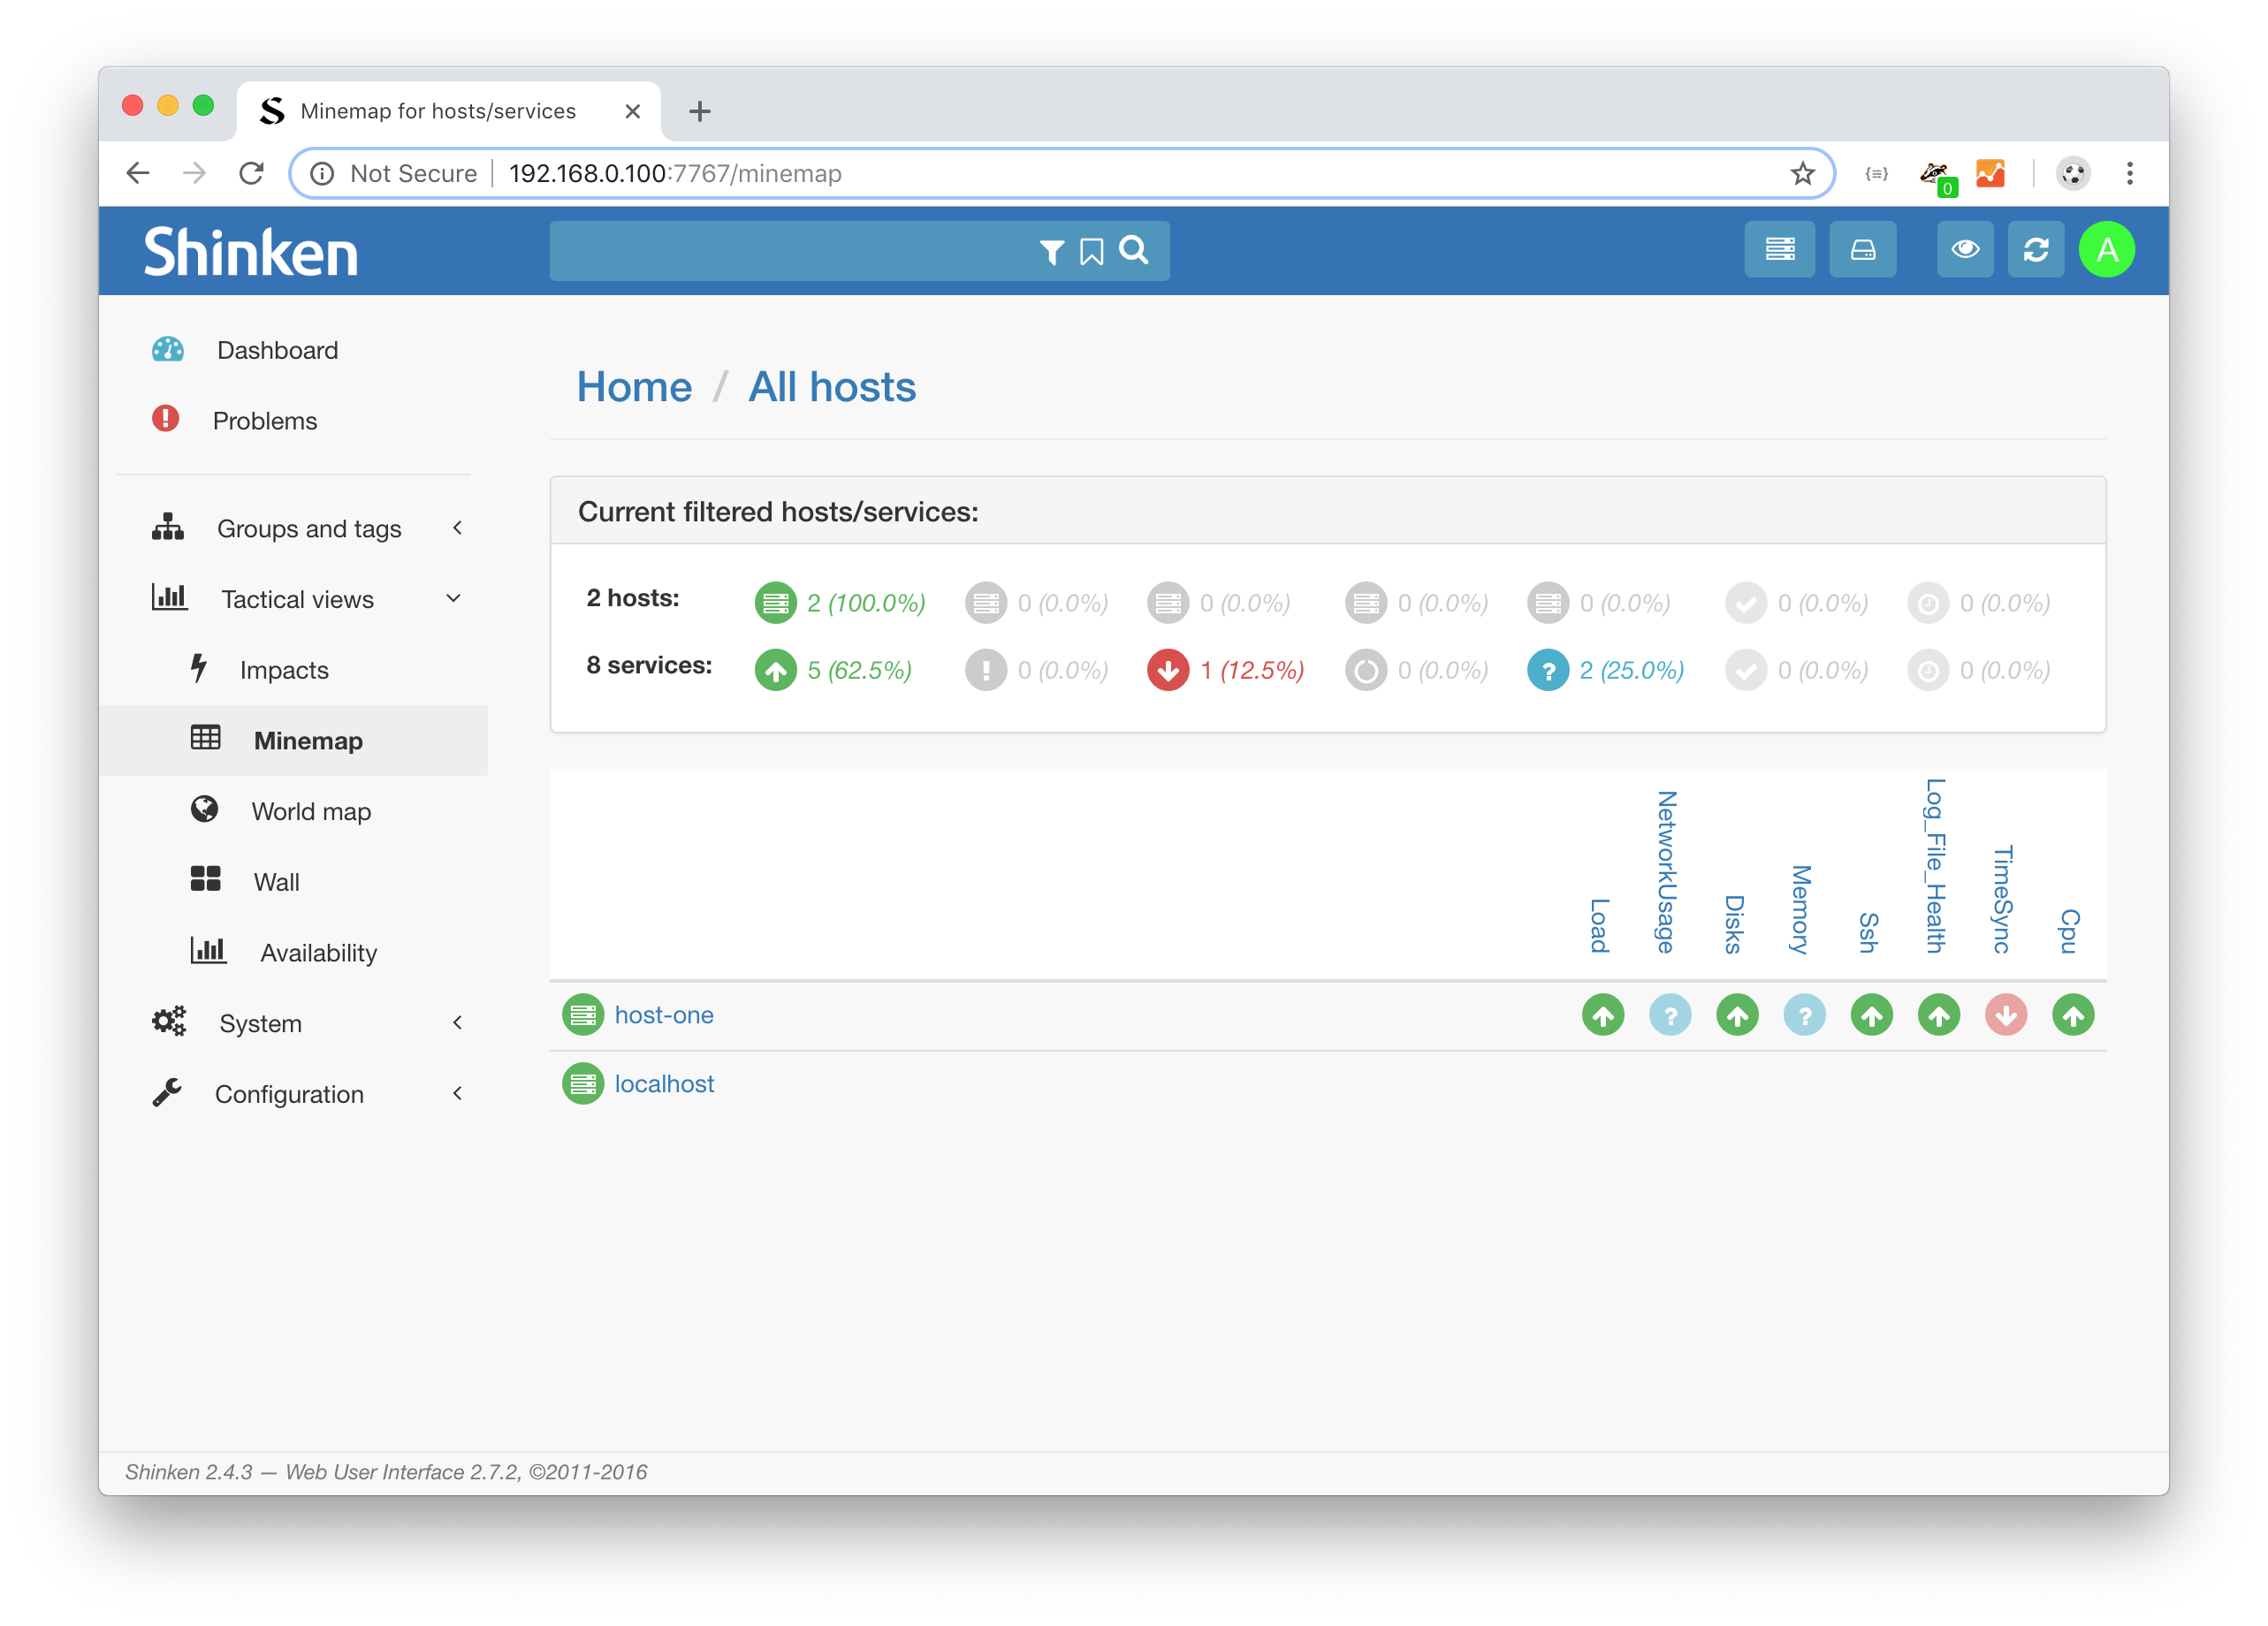 Minemap for hosts/services
Not Secure 192.168.0.100:7767/minemap
0
Shinken
A
Dashboard
Problems
Groups and tags
Tactical views
Impacts
Minemap
World map
Wall
Availability
System
Configuration
Home / All hosts
Current filtered hosts/services:
2 hosts: 2 (100.0%) 0 (0.0%) 0 (0.0%) 0 (0.0%) 0 (0.0%) 0 (0.0%) 0 (0.0%)
8 services: 5 (62.5%) 0 (0.0%) 1 (12.5%) 0 (0.0%) 2 (25.0%) 0 (0.0%) 0 (0.0%)
Load
NetworkUsage
Disks
Memory
Ssh
Log_File_Health
TimeSync
Cpu
host-one
localhost
Shinken 2.4.3 — Web User Interface 2.7.2, ©2011-2016